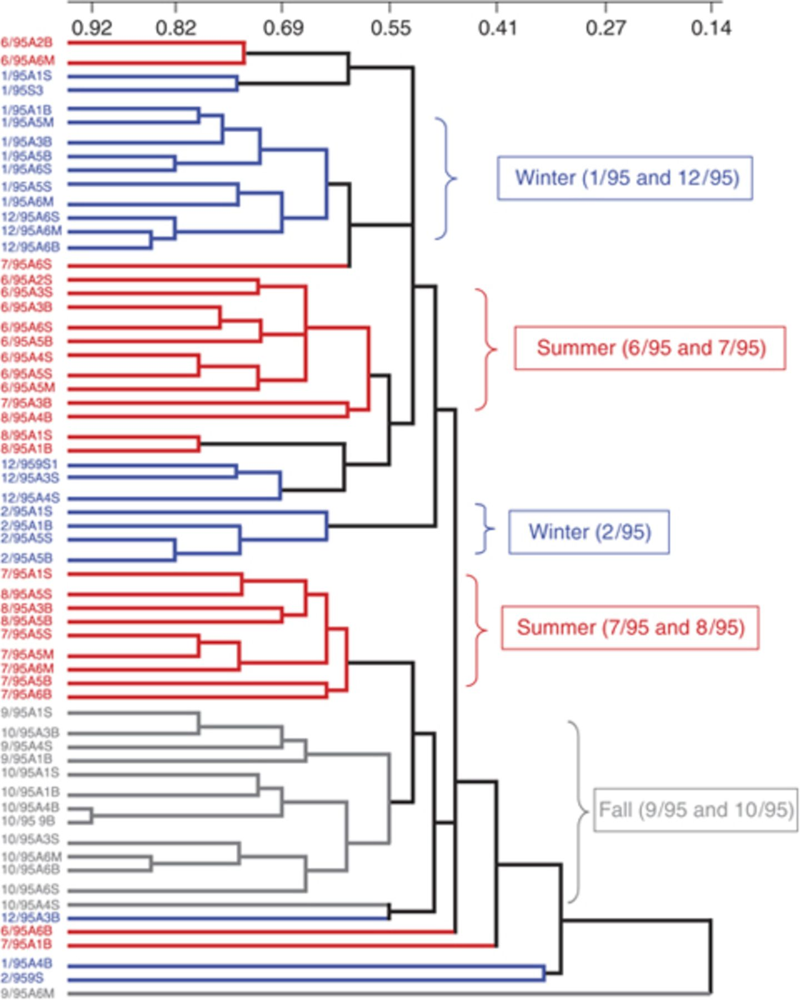 0.92 0.82 0.69 0.55 0.41 0.27 0.14
6/95A2B
6/95A6M
1/95A1S
1/95S3
1/95A1B
1/95A5M
1/95A3B
1/95A5B
1/95A6S
Winter (1/95 and 12/95)
1/95A5S
1/95A6M
12/95A6S
12/95A6M
12/95A6B
7/95A6S
6/95A2S
6/95A3S
6/95A3B
6/95A6S
6/95A5B
Summer (6/95 and 7/95)
6/95A4S
6/95A5S
6/95A5M
7/95A3B
8/95A4B
8/95A1S
8/95A1B
12/959S1
12/95A3S
12/95A4S
2/95A1S
2/95A1B
Winter (2/95)
2/95A5S
2/95A5B
7/95A1S
8/95A5S
8/95A3B
8/95A5B
Summer (7/95 and 8/95)
7/95A5S
7/95A5M
7/95A6M
7/95A5B
7/95A6B
9/95A1S
10/95A3B
9/95A4S
9/95A1B
10/95A1S
10/95A1B
10/95A4B
Fall (9/95 and 10/95)
10/95 9B
10/95A3S
10/95A6M
10/95A6B
10/95A6S
10/95A4S
12/95A3B
6/95A6B
7/95A1B
1/95A4B
2/959S
9/95A6M